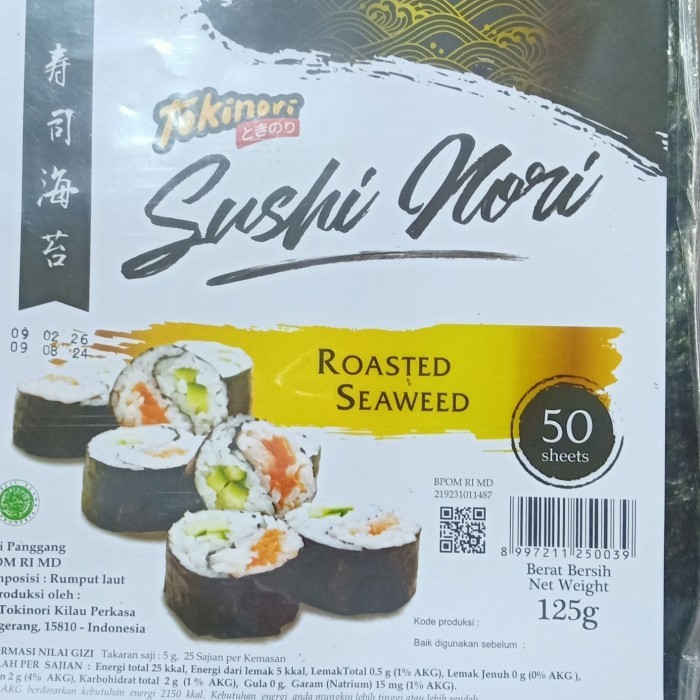 寿司海苔
Tokinori
ときのり
Sushi Nori
09 02 26
09 08 24
ROASTED
SEAWEED
50
sheets
BPOM RI MD
219231011487
8 997211 250039
Berat Bersih
Net Weight
125g
Kode produksi :
Baik digunakan sebelum :
i Panggang
OM RI MD
mposisi : Rumput laut
roduksi oleh :
Tokinori Kilau Perkasa
gerang, 15810 - Indonesia
RMASI NILAI GIZI Takaran saji : 5 g, 25 Sajian per Kemasan
LAH PER SAJIAN : Energi total 25 kkal, Energi dari lemak 5 kkal, LemakTotal 0.5 g (1% AKG), Lemak Jenuh 0 g (0% AKG ),
n 2 g (4% AKG), Karbohidrat total 2 g (1 % AKG), Gula 0 g, Garam (Natrium) 15 mg (1% AKG).
AKG berdasarkan kebutuhan energi 2150 kkal. Kebutuhan energi anda mungkin lebih tinggi atau lebih rendah